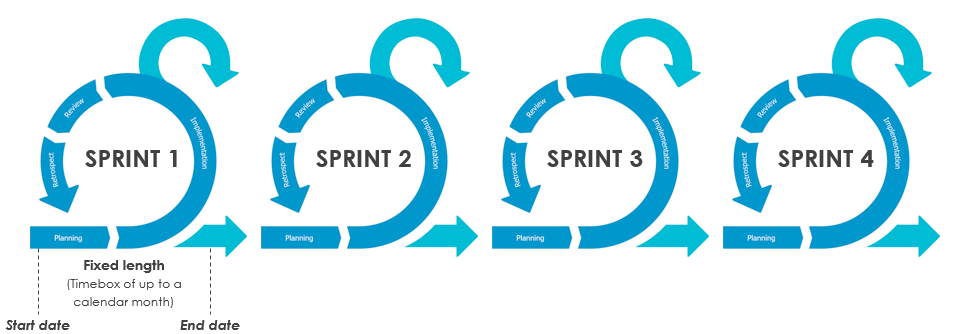 Review
Implementation
SPRINT 1
Retrospect
Planning
Review
Implementation
SPRINT 2
Retrospect
Planning
Review
Implementation
SPRINT 3
Retrospect
Planning
Review
Implementation
SPRINT 4
Retrospect
Planning
Fixed length
(Timebox of up to a
calendar month)
Start date
End date